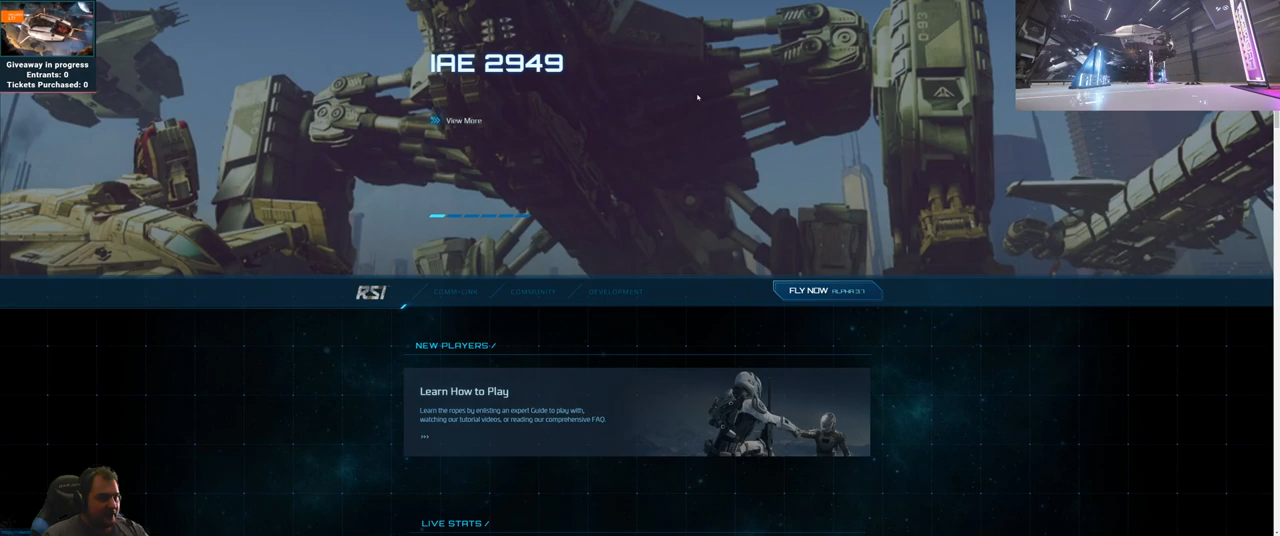 Giveaway in progress
Entrants: 0
Tickets Purchased: 0
IAE 2949
View More
RSI
COMM-LINK
COMMUNITY
DEVELOPMENT
FLY NOW ALPHA 3.7
NEW PLAYERS /
Learn How to Play
Learn the ropes by enlisting an expert Guide to play with,
watching our tutorial videos, or reading our comprehensive FAQ.
LIVE STATS /